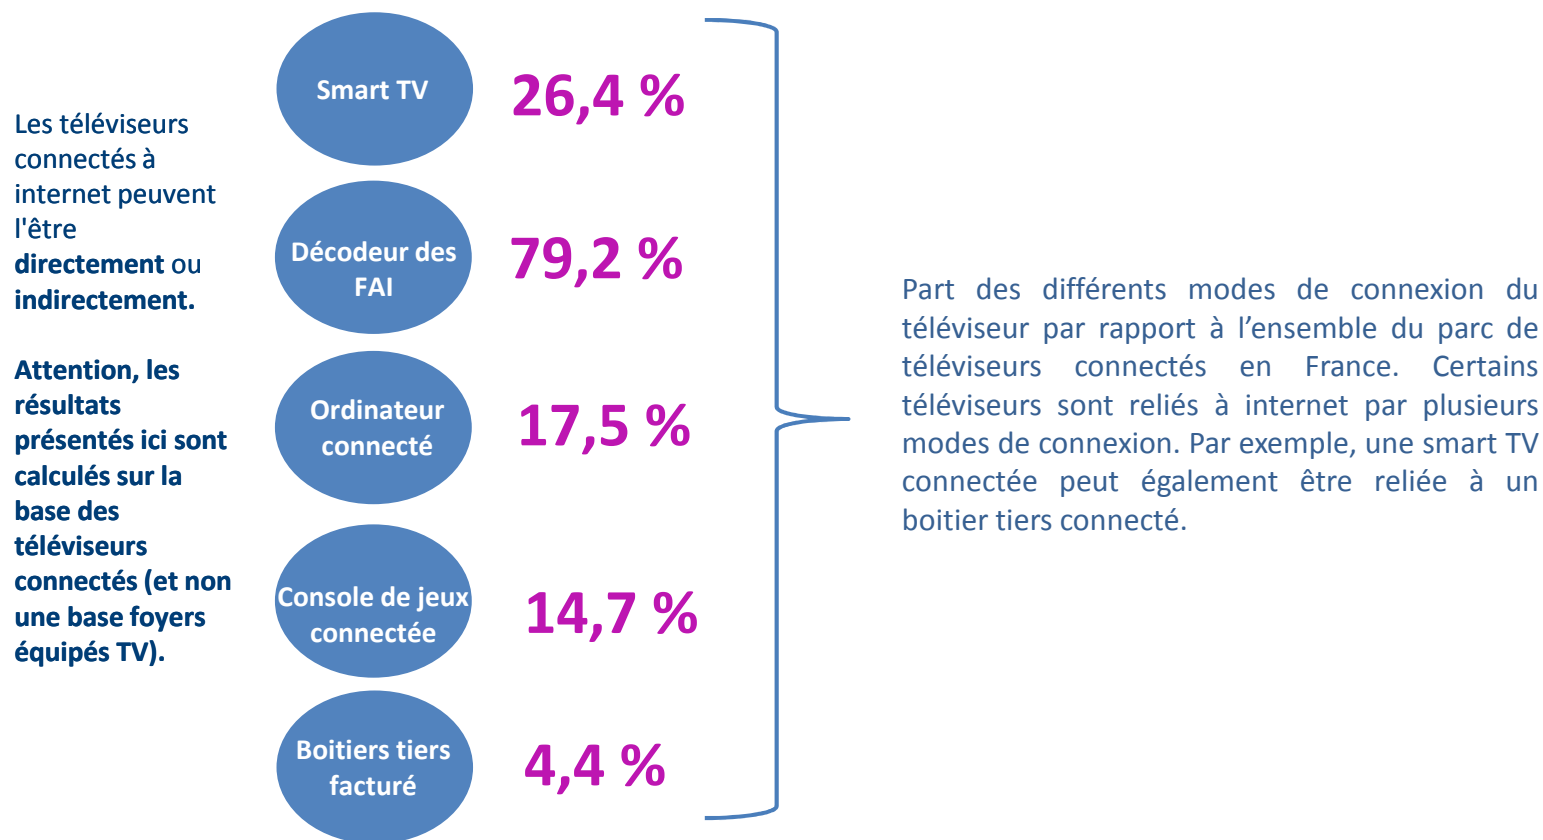 Les téléviseurs
connectés à
internet peuvent
l'être
directement ou
indirectement.
Attention, les
résultats
présentés ici sont
calculés sur la
base des
téléviseurs
connectés (et non
une base foyers
équipés TV).
Smart TV
26,4 %
Décodeur des
FAI
79,2 %
Ordinateur
connecté
17,5 %
Console de jeux
connectée
14,7 %
Boitiers tiers
facturé
4,4 %
Part des différents modes de connexion du
téléviseur par rapport à l’ensemble du parc de
téléviseurs connectés en France. Certains
téléviseurs sont reliés à internet par plusieurs
modes de connexion. Par exemple, une smart TV
connectée peut également être reliée à un
boitier tiers connecté.